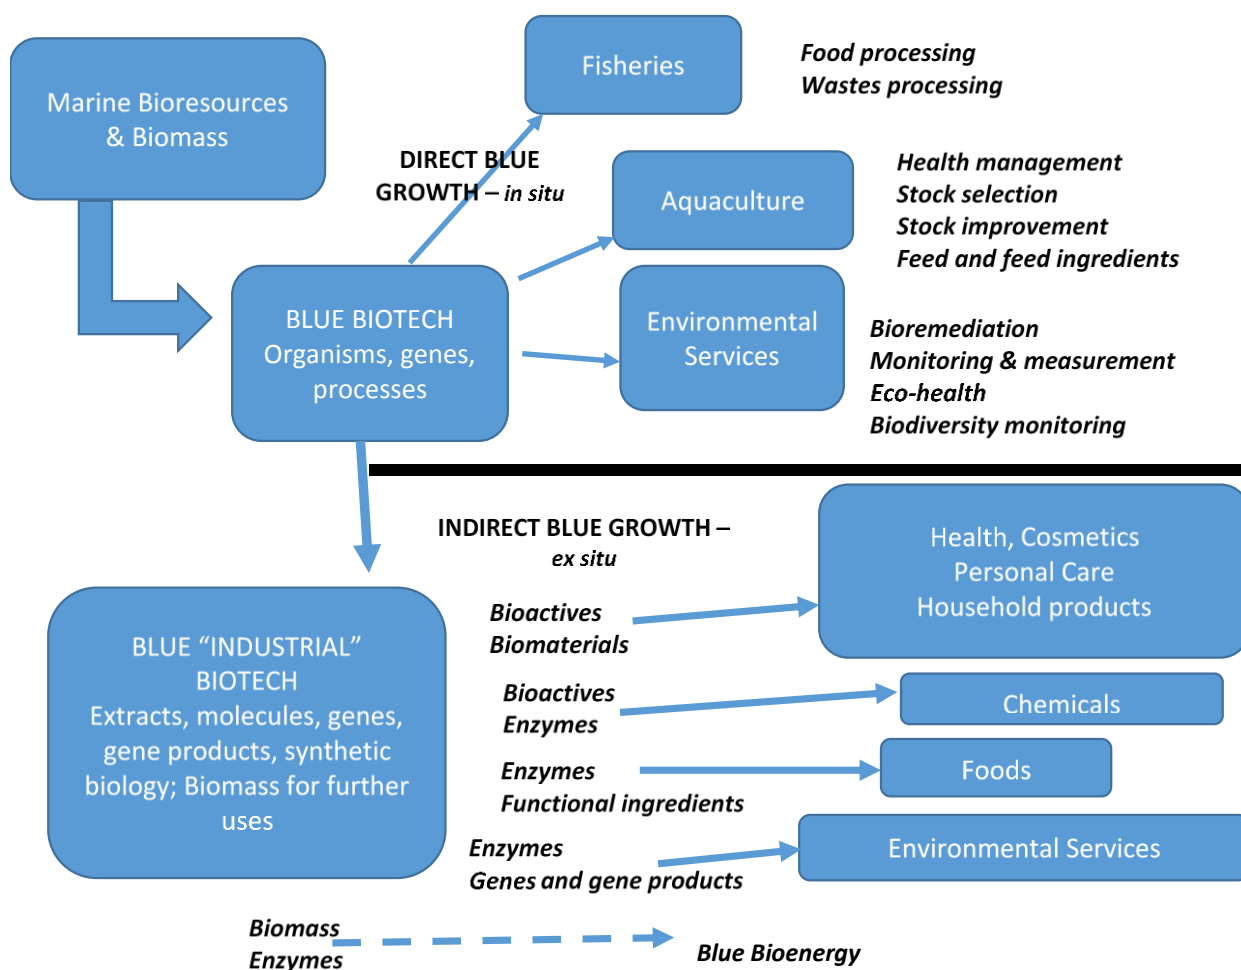 Marine Bioresources
& Biomass
Fisheries
Food processing
Wastes processing
DIRECT BLUE
GROWTH – in situ
Aquaculture
Health management
Stock selection
Stock improvement
Feed and feed ingredients
BLUE BIOTECH
Organisms, genes,
processes
Environmental
Services
Bioremediation
Monitoring & measurement
Eco-health
Biodiversity monitoring
INDIRECT BLUE GROWTH –
ex situ
Health, Cosmetics
Personal Care
Household products
Bioactives
Biomaterials
BLUE “INDUSTRIAL”
BIOTECH
Extracts, molecules, genes,
gene products, synthetic
biology; Biomass for further
uses
Bioactives
Enzymes
Chemicals
Enzymes
Functional ingredients
Foods
Enzymes
Genes and gene products
Environmental Services
Biomass
Enzymes
Blue Bioenergy